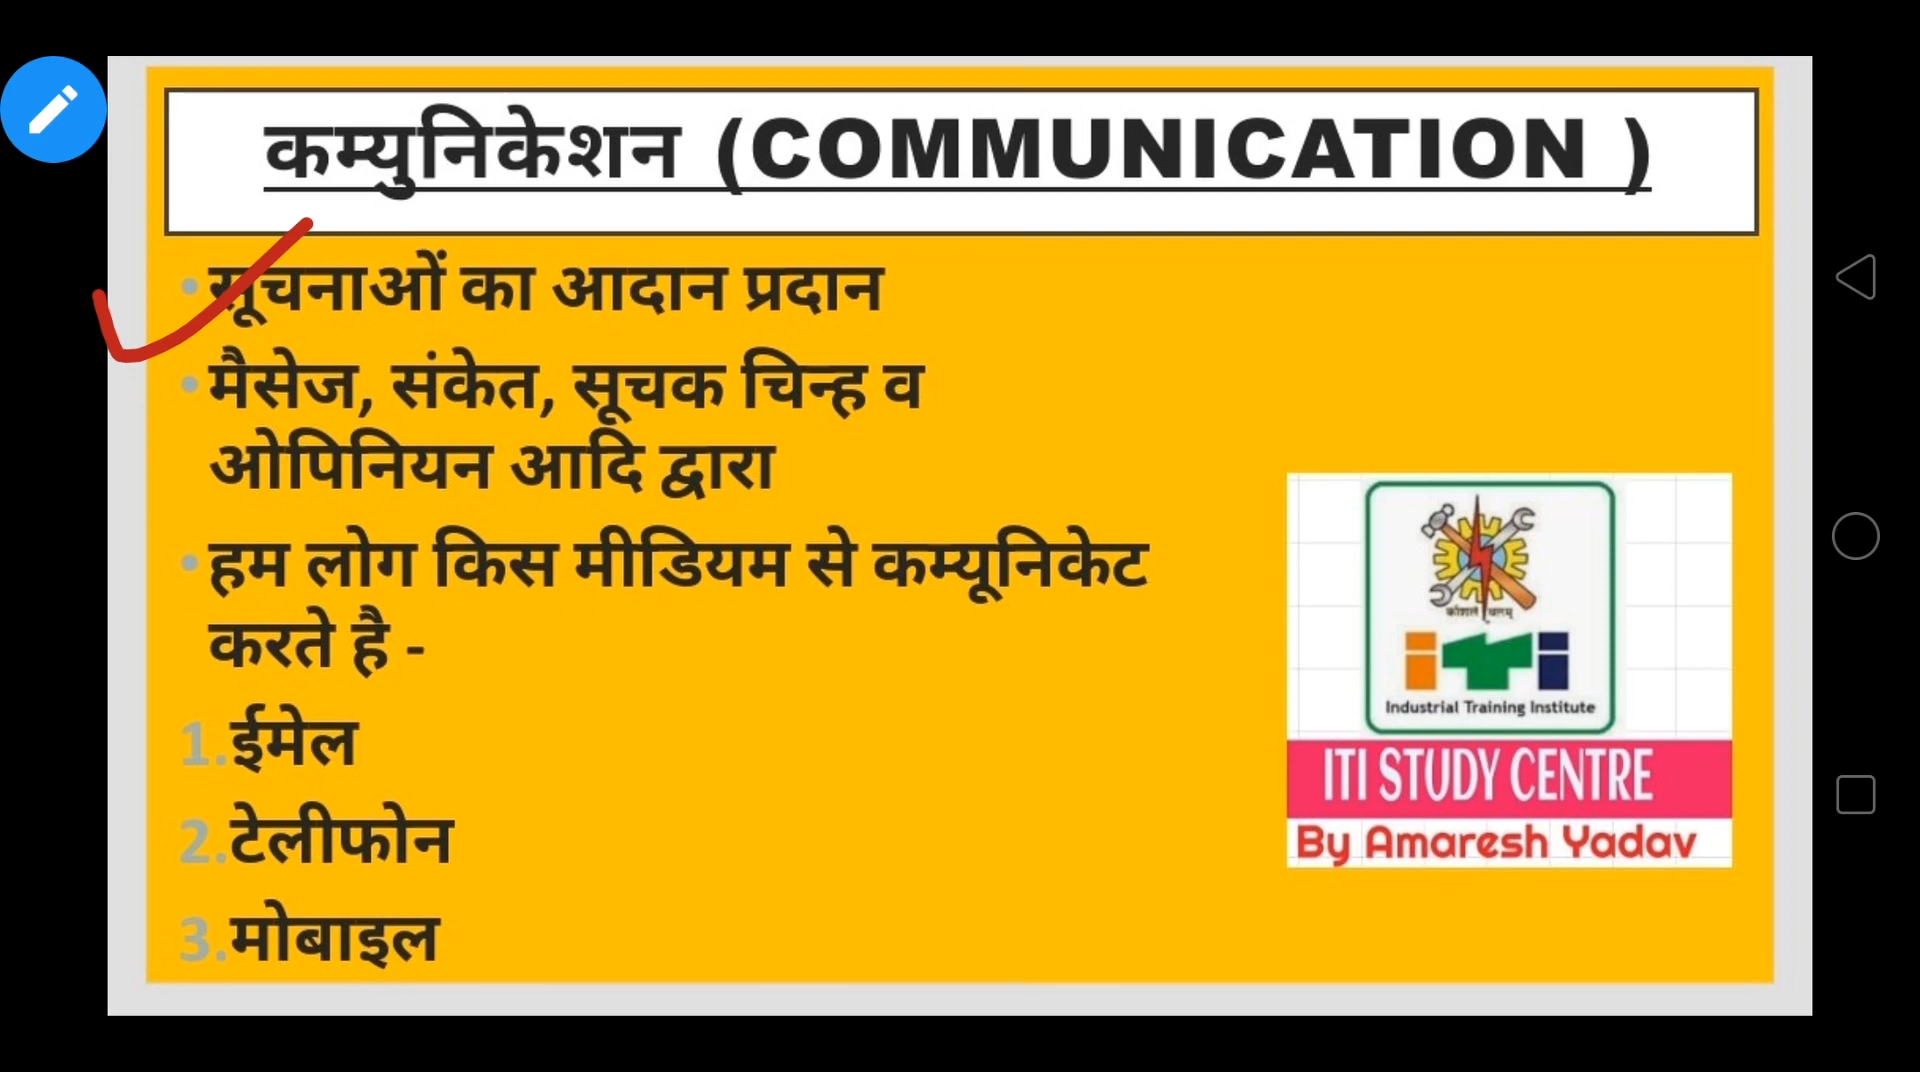 कम्युनिकेशन (COMMUNICATION )
• सूचनाओं का आदान प्रदान
• मैसेज, संकेत, सूचक चिन्ह व
ओपिनियन आदि द्वारा
• हम लोग किस मीडियम से कम्यूनिकेट
करते है -
1. ईमेल
2. टेलीफोन
3. मोबाइल
iTi
Industrial Training Institute
ITI STUDY CENTRE
By Amaresh Yadav